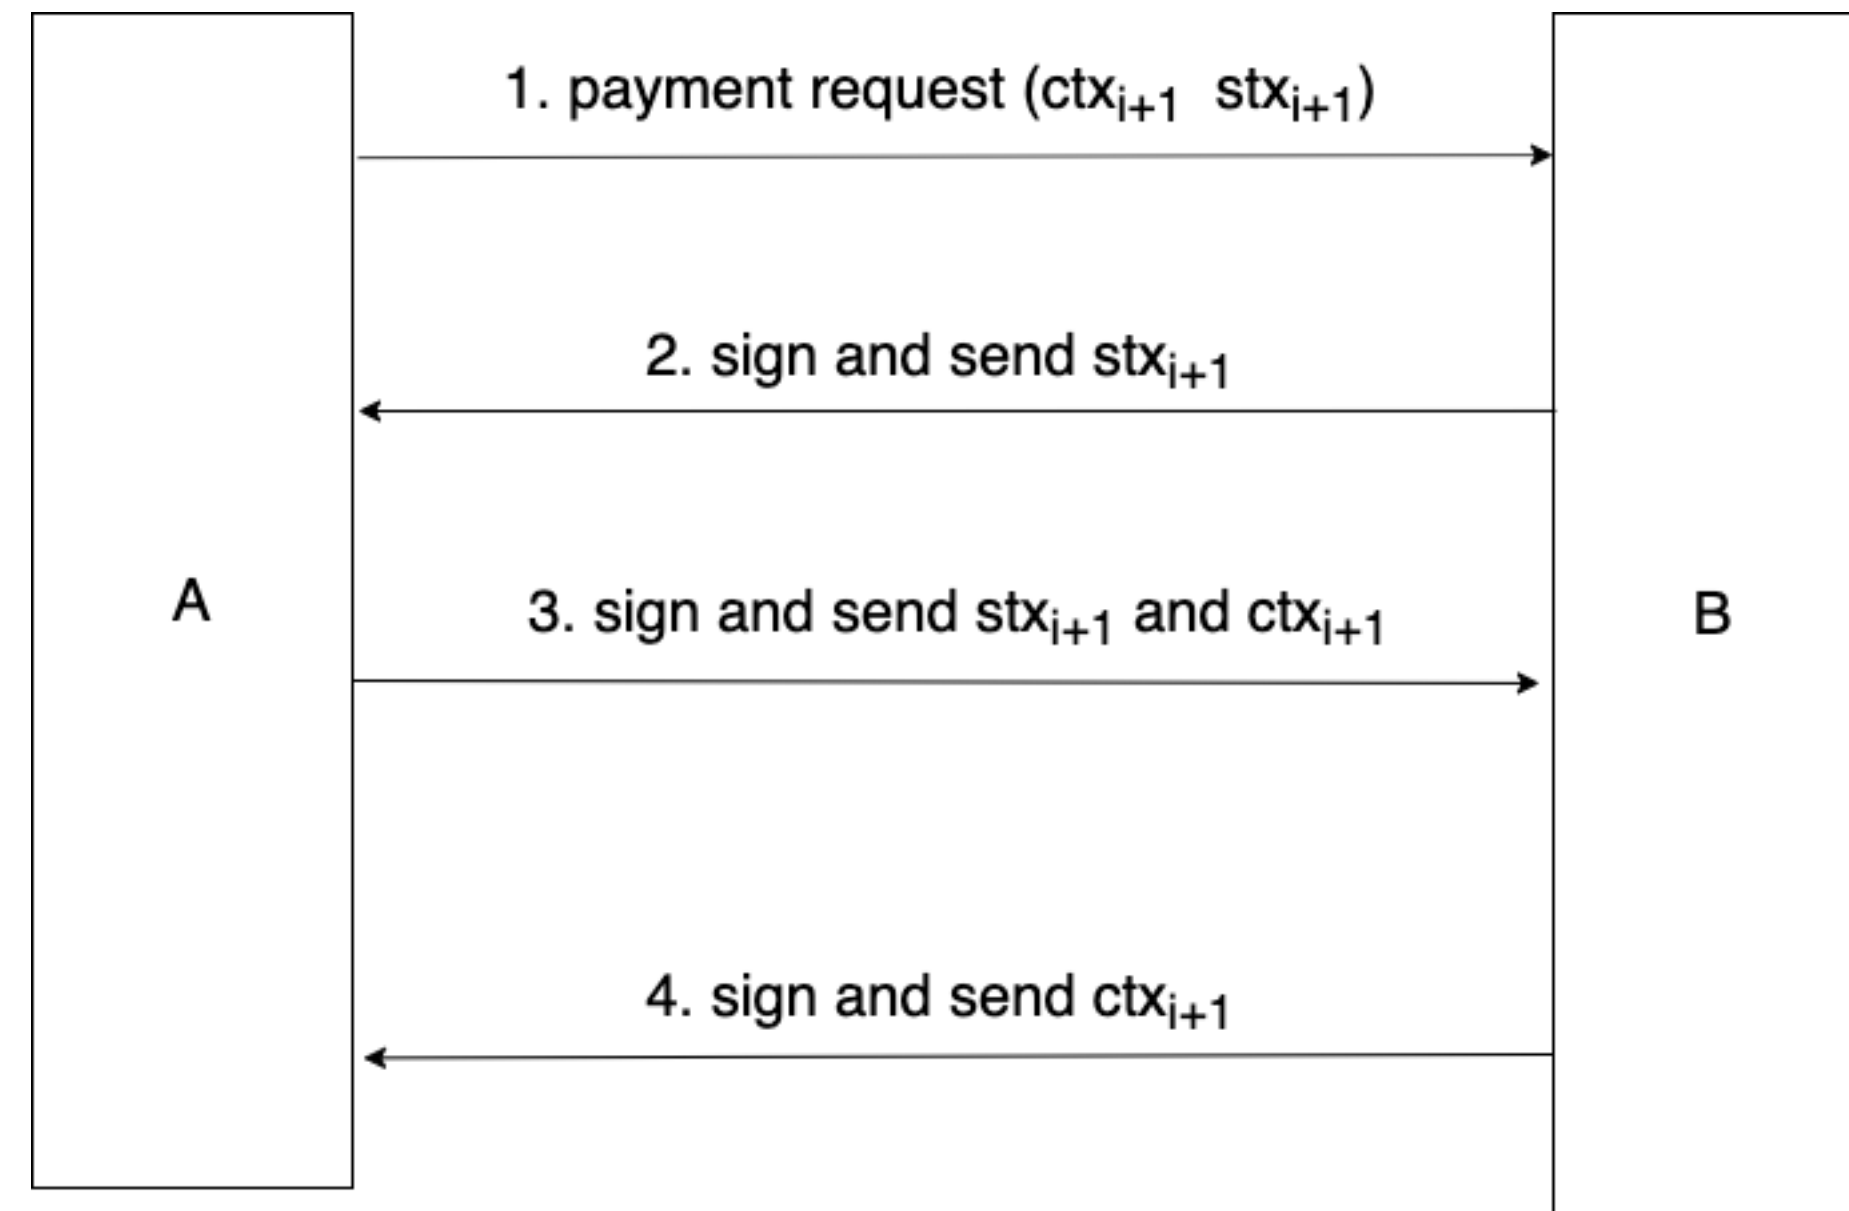 1. payment request (ctxᵢ₊₁ stxᵢ₊₁)
2. sign and send stxᵢ₊₁
A
3. sign and send stxᵢ₊₁ and ctxᵢ₊₁
B
4. sign and send ctxᵢ₊₁